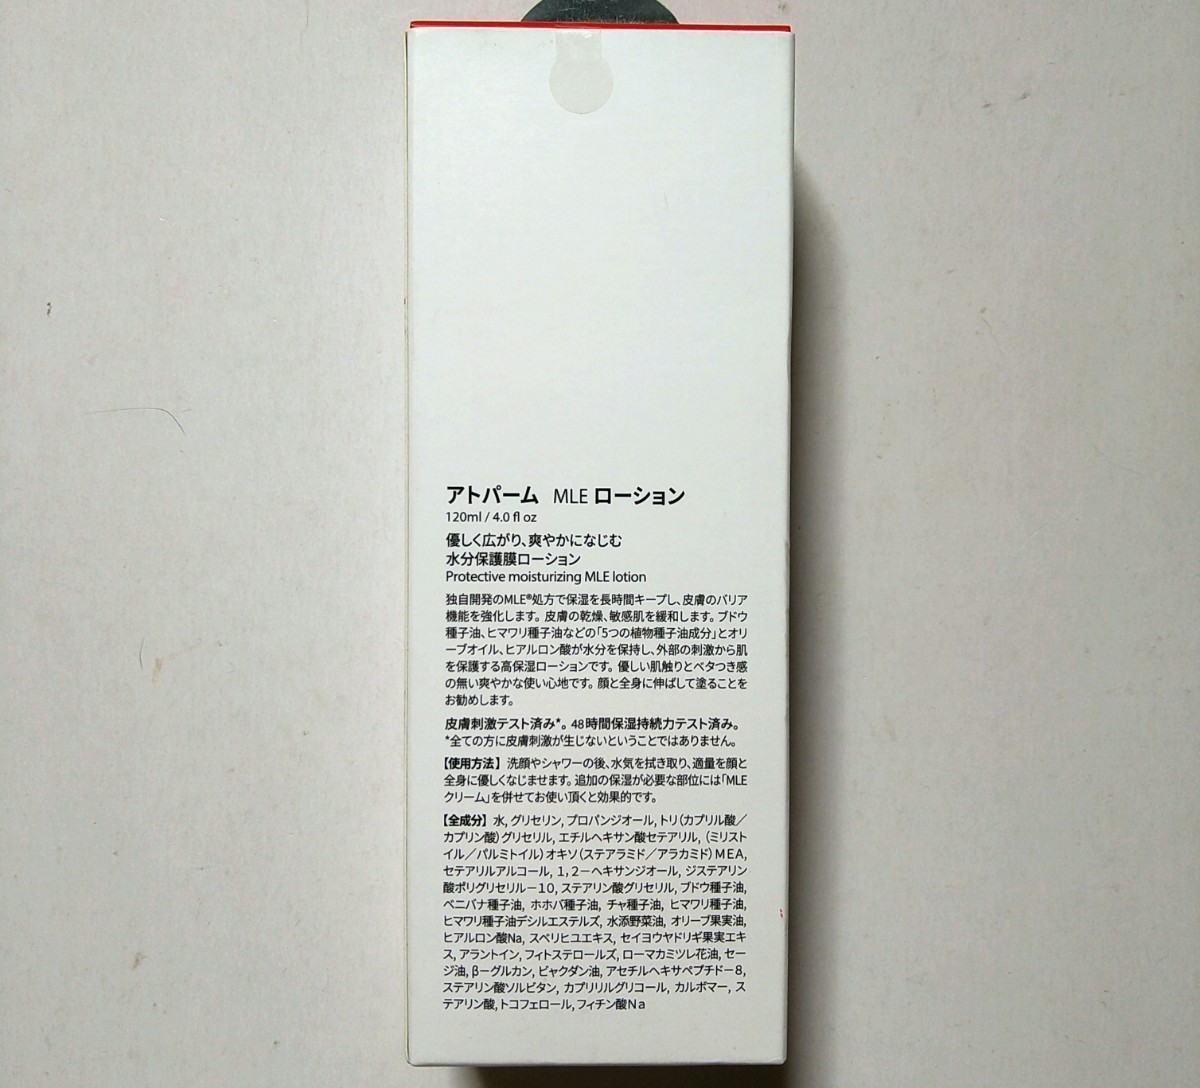 アトパーム MLE ローション
120ml / 4.0 fl oz
優しく広がり、爽やかになじむ
水分保護膜ローション
Protective moisturizing MLE lotion
独自開発のMLE®処方で保湿を長時間キープし、皮膚のバリア
機能を強化します。皮膚の乾燥、敏感肌を緩和します。ブドウ
種子油、ヒマワリ種子油などの「5つの植物種子油成分」とオリ
ーブオイル、ヒアルロン酸が水分を保持し、外部の刺激から肌
を保護する高保湿ローションです。優しい肌触りとベタつき感
の無い爽やかな使い心地です。顔と全身に伸ばして塗ることを
お勧めします。
皮膚刺激テスト済み*。48時間保湿持続力テスト済み。
*全ての方に皮膚刺激が生じないということではありません。
【使用方法】洗顔やシャワーの後、水気を拭き取り、適量を顔と
全身に優しくなじませます。追加の保湿が必要な部位には「MLE
クリーム」を併せてお使い頂くと効果的です。
【全成分】水, グリセリン, プロパンジオール, トリ(カプリル酸／
カプリン酸)グリセリル, エチルヘキサン酸セテアリル, (ミリスト
イル／パルミトイル)オキソ(ステアラミド／アラカミド)MEA,
セテアリルアルコール, 1,2－ヘキサンジオール, ジステアリン
酸ポリグリセリル－10, ステアリン酸グリセリル, ブドウ種子油,
ベニバナ種子油, ホホバ種子油, チャ種子油, ヒマワリ種子油,
ヒマワリ種子油デシルエステルズ, 水添野菜油, オリーブ果実油,
ヒアルロン酸Na, スベリヒユエキス, セイヨウヤドリギ果実エキ
ス, アラントイン, フィトステロールズ, ローマカミツレ花油, セー
ジ油, β－グルカン, ビャクダン油, アセチルヘキサペプチド－8,
ステアリン酸ソルビタン, カプリリルグリコール, カルボマー, ス
テアリン酸, トコフェロール, フィチン酸Na